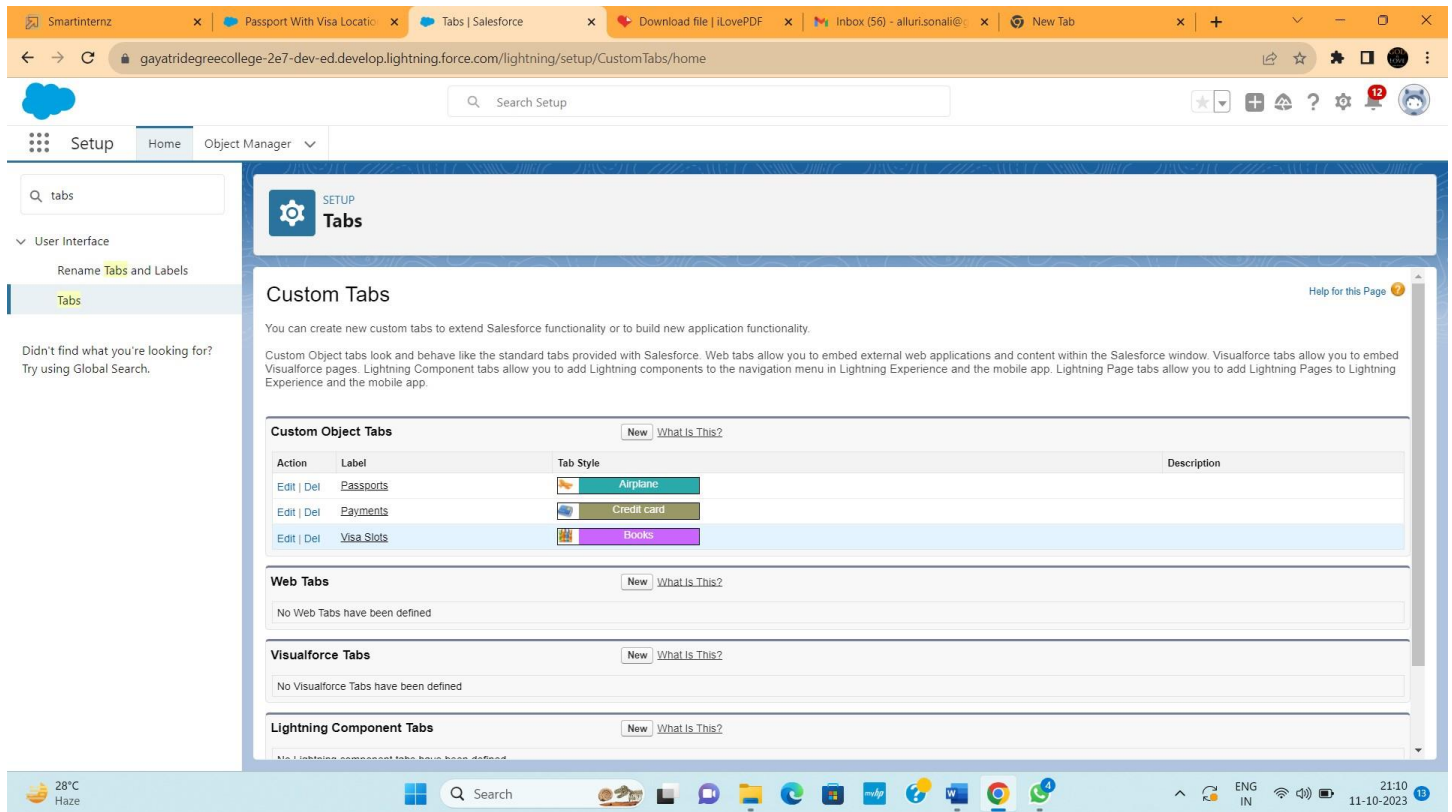 Smartinternz
Passport With Visa Locatio
Tabs | Salesforce
Download file | iLovePDF
Inbox (56) - alluri.sonali@g
New Tab
gayatridegreecollege-2e7-dev-ed.develop.lightning.force.com/lightning/setup/CustomTabs/home
Search Setup
12
Setup
Home
Object Manager
tabs
User Interface
Rename Tabs and Labels
Tabs
Didn't find what you're looking for?
Try using Global Search.
SETUP
Tabs
Custom Tabs
Help for this Page
You can create new custom tabs to extend Salesforce functionality or to build new application functionality.
Custom Object tabs look and behave like the standard tabs provided with Salesforce. Web tabs allow you to embed external web applications and content within the Salesforce window. Visualforce tabs allow you to embed
Visualforce pages. Lightning Component tabs allow you to add Lightning components to the navigation menu in Lightning Experience and the mobile app. Lightning Page tabs allow you to add Lightning Pages to Lightning
Experience and the mobile app.
Custom Object Tabs New What Is This?
Action Label Tab Style Description
Edit | Del Passports Airplane
Edit | Del Payments Credit card
Edit | Del Visa Slots Books
Web Tabs New What Is This?
No Web Tabs have been defined
Visualforce Tabs New What Is This?
No Visualforce Tabs have been defined
Lightning Component Tabs New What Is This?
No Lightning component tabs have been defined
28°C
Haze
Search
myhp
4
ENG
IN
21:10
11-10-2023
13